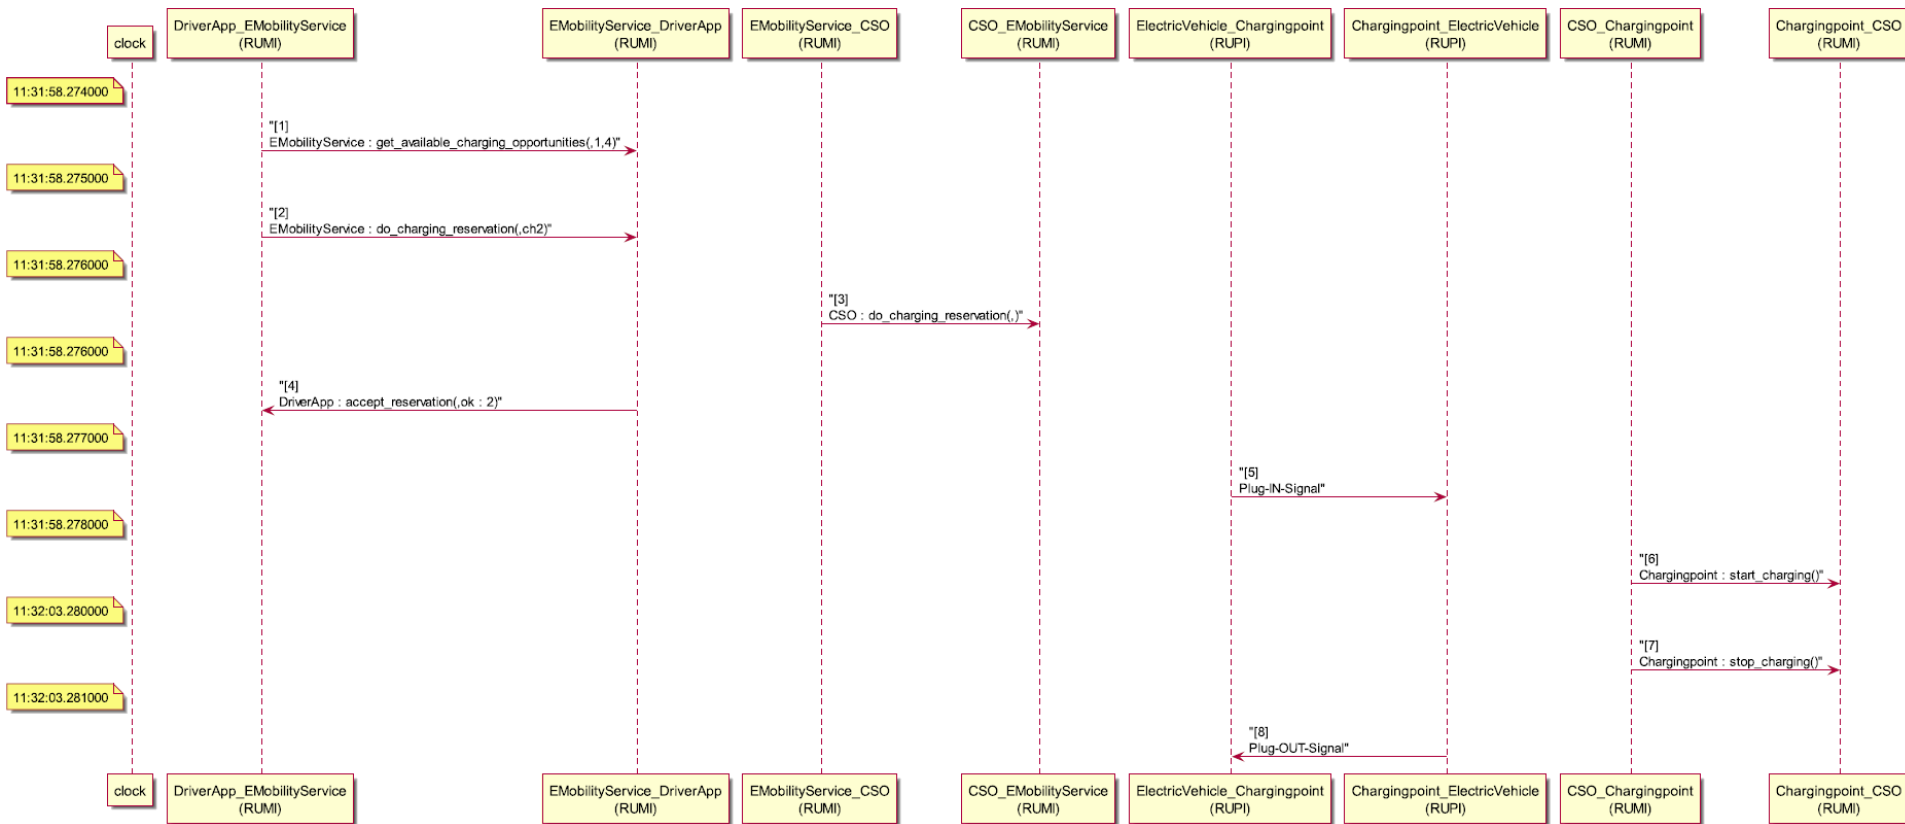 clock
DriverApp_EMobilityService
(RUMI)
EMobilityService_DriverApp
(RUMI)
EMobilityService_CSO
(RUMI)
CSO_EMobilityService
(RUMI)
ElectricVehicle_Chargingpoint
(RUPI)
Chargingpoint_ElectricVehicle
(RUPI)
CSO_Chargingpoint
(RUMI)
Chargingpoint_CSO
(RUMI)
11:31:58.274000
"[1]
EMobilityService : get_available_charging_opportunities(,1,4)"
11:31:58.275000
"[2]
EMobilityService : do_charging_reservation(,ch2)"
11:31:58.276000
"[3]
CSO : do_charging_reservation(,)"
11:31:58.276000
"[4]
DriverApp : accept_reservation(,ok : 2)"
11:31:58.277000
"[5]
Plug-IN-Signal"
11:31:58.278000
"[6]
Chargingpoint : start_charging()"
11:32:03.280000
"[7]
Chargingpoint : stop_charging()"
11:32:03.281000
"[8]
Plug-OUT-Signal"
clock
DriverApp_EMobilityService
(RUMI)
EMobilityService_DriverApp
(RUMI)
EMobilityService_CSO
(RUMI)
CSO_EMobilityService
(RUMI)
ElectricVehicle_Chargingpoint
(RUPI)
Chargingpoint_ElectricVehicle
(RUPI)
CSO_Chargingpoint
(RUMI)
Chargingpoint_CSO
(RUMI)